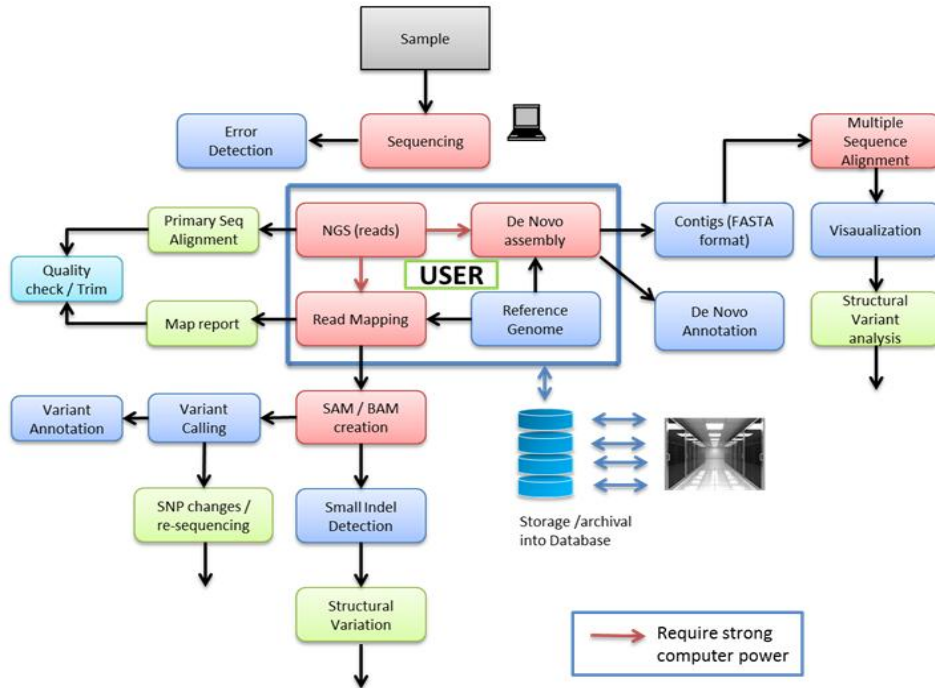 Sample
Error
Detection
Sequencing
Multiple
Sequence
Alignment
Primary Seq
Alignment
NGS (reads)
De Novo
assembly
Contigs (FASTA
format)
Visaualization
Quality
check / Trim
USER
Map report
Read Mapping
Reference
Genome
De Novo
Annotation
Structural
Variant
analysis
Variant
Annotation
Variant
Calling
SAM / BAM
creation
SNP changes /
re-sequencing
Small Indel
Detection
Storage /archival
into Database
Structural
Variation
Require strong
computer power